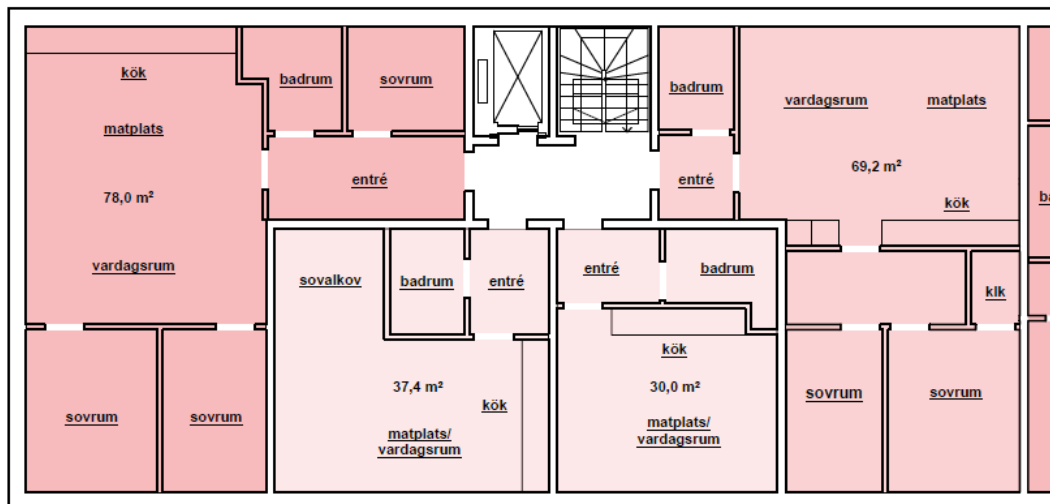 kök
matplats
78,0 m²
vardagsrum
sovrum
sovrum
badrum
sovrum
entré
sovalkov
badrum
entré
37,4 m²
kök
matplats/
vardagsrum
entré
badrum
kök
30,0 m²
matplats/
vardagsrum
badrum
entré
vardagsrum
matplats
69,2 m²
kök
klk
sovrum
sovrum
ba